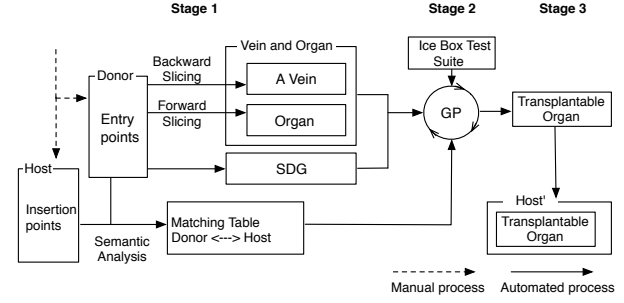 Stage 1
Stage 2
Stage 3
Donor
Entry
points
Backward
Slicing
Forward
Slicing
Vein and Organ
A Vein
Organ
SDG
Ice Box Test
Suite
GP
Transplantable
Organ
Host
Insertion
points
Semantic
Analysis
Matching Table
Donor <---> Host
Host'
Transplantable
Organ
Manual process
Automated process